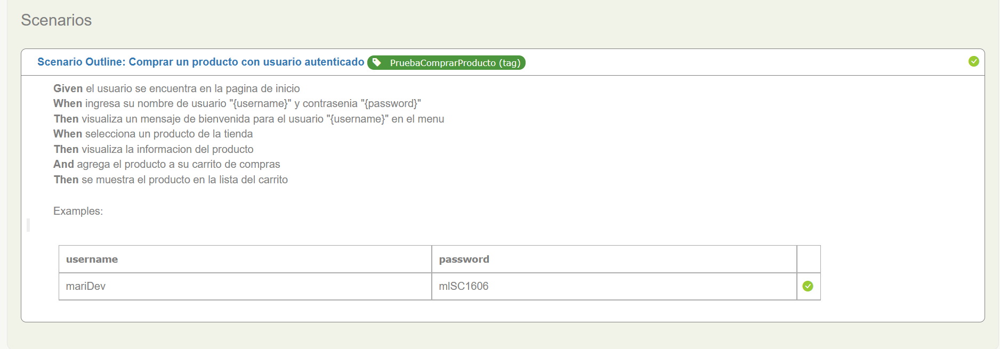 Scenarios
Scenario Outline: Comprar un producto con usuario autenticado PruebaComprarProducto (tag)
Given el usuario se encuentra en la pagina de inicio
When ingresa su nombre de usuario "{username}" y contrasenia "{password}"
Then visualiza un mensaje de bienvenida para el usuario "{username}" en el menu
When selecciona un producto de la tienda
Then visualiza la informacion del producto
And agrega el producto a su carrito de compras
Then se muestra el producto en la lista del carrito
Examples:
username password
mariDev mlSC1606